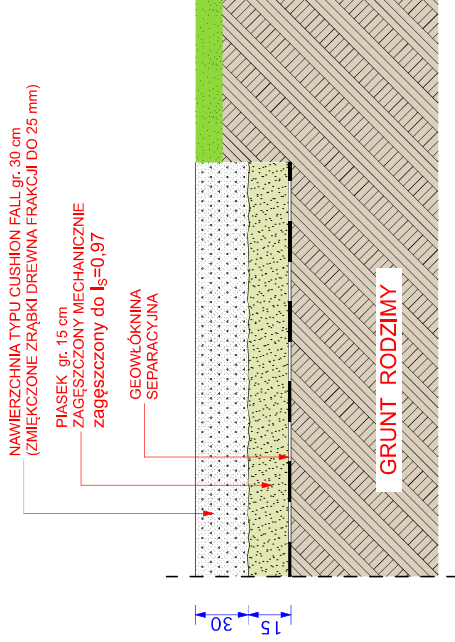 NAWIERZCHNIA TYPU CUSHION FALL gr. 30 cm
(ZMIĘKCZONE ZRĄBKI DREWNA FRAKCJI DO 25 mm)
PIASEK gr. 15 cm
ZAGĘSZCZONY MECHANICZNIE
zagęszczony do Is=0,97
GEOWŁÓKNINA
SEPARACYJNA
GRUNT RODZIMY
30
15